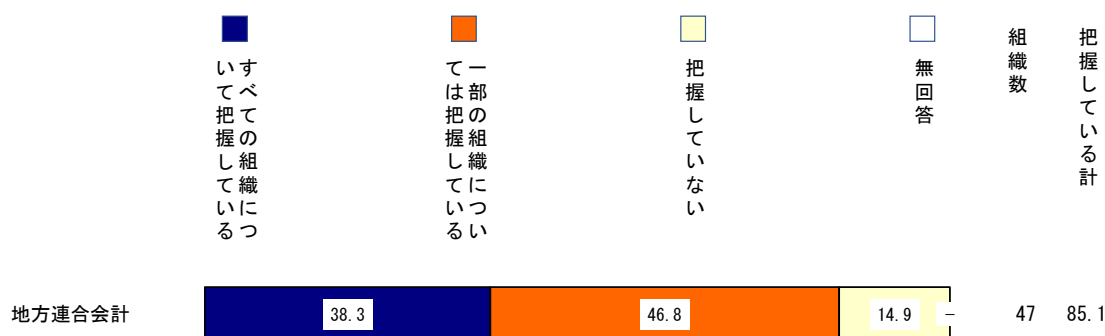 すべての組織につ
いて把握している
一部の組織につい
ては把握している
把握していない
無回答
組織数
把握している計
地方連合会計 38.3 46.8 14.9 - 47 85.1